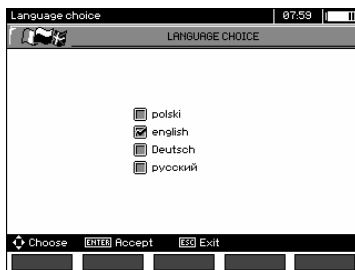 Language choice 07:59
LANGUAGE CHOICE
polski
english
Deutsch
русский
Choose ENTER Accept ESC Exit